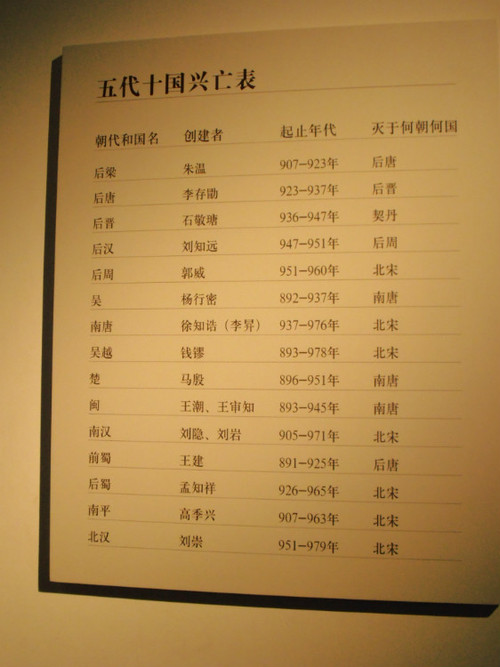 五代十国兴亡表
朝代和国名 创建者 起止年代 灭于何朝何国
后梁 朱温 907-923年 后唐
后唐 李存勖 923-937年 后晋
后晋 石敬瑭 936-947年 契丹
后汉 刘知远 947-951年 后周
后周 郭威 951-960年 北宋
吴 杨行密 892-937年 南唐
南唐 徐知诰（李昪） 937-976年 北宋
吴越 钱镠 893-978年 北宋
楚 马殷 896-951年 南唐
闽 王潮、王审知 893-945年 南唐
南汉 刘隐、刘岩 905-971年 北宋
前蜀 王建 891-925年 后唐
后蜀 孟知祥 926-965年 北宋
南平 高季兴 907-963年 北宋
北汉 刘崇 951-979年 北宋